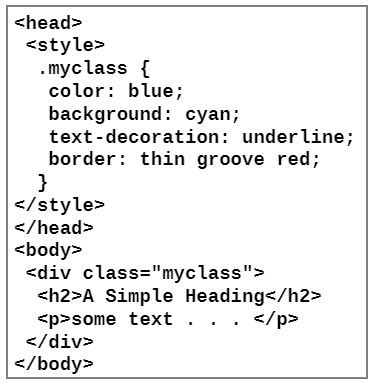 <head>
<style>
.myclass {
color: blue;
background: cyan;
text-decoration: underline;
border: thin groove red;
}
</style>
</head>
<body>
<div class="myclass">
<h2>A Simple Heading</h2>
<p>some text . . . </p>
</div>
</body>